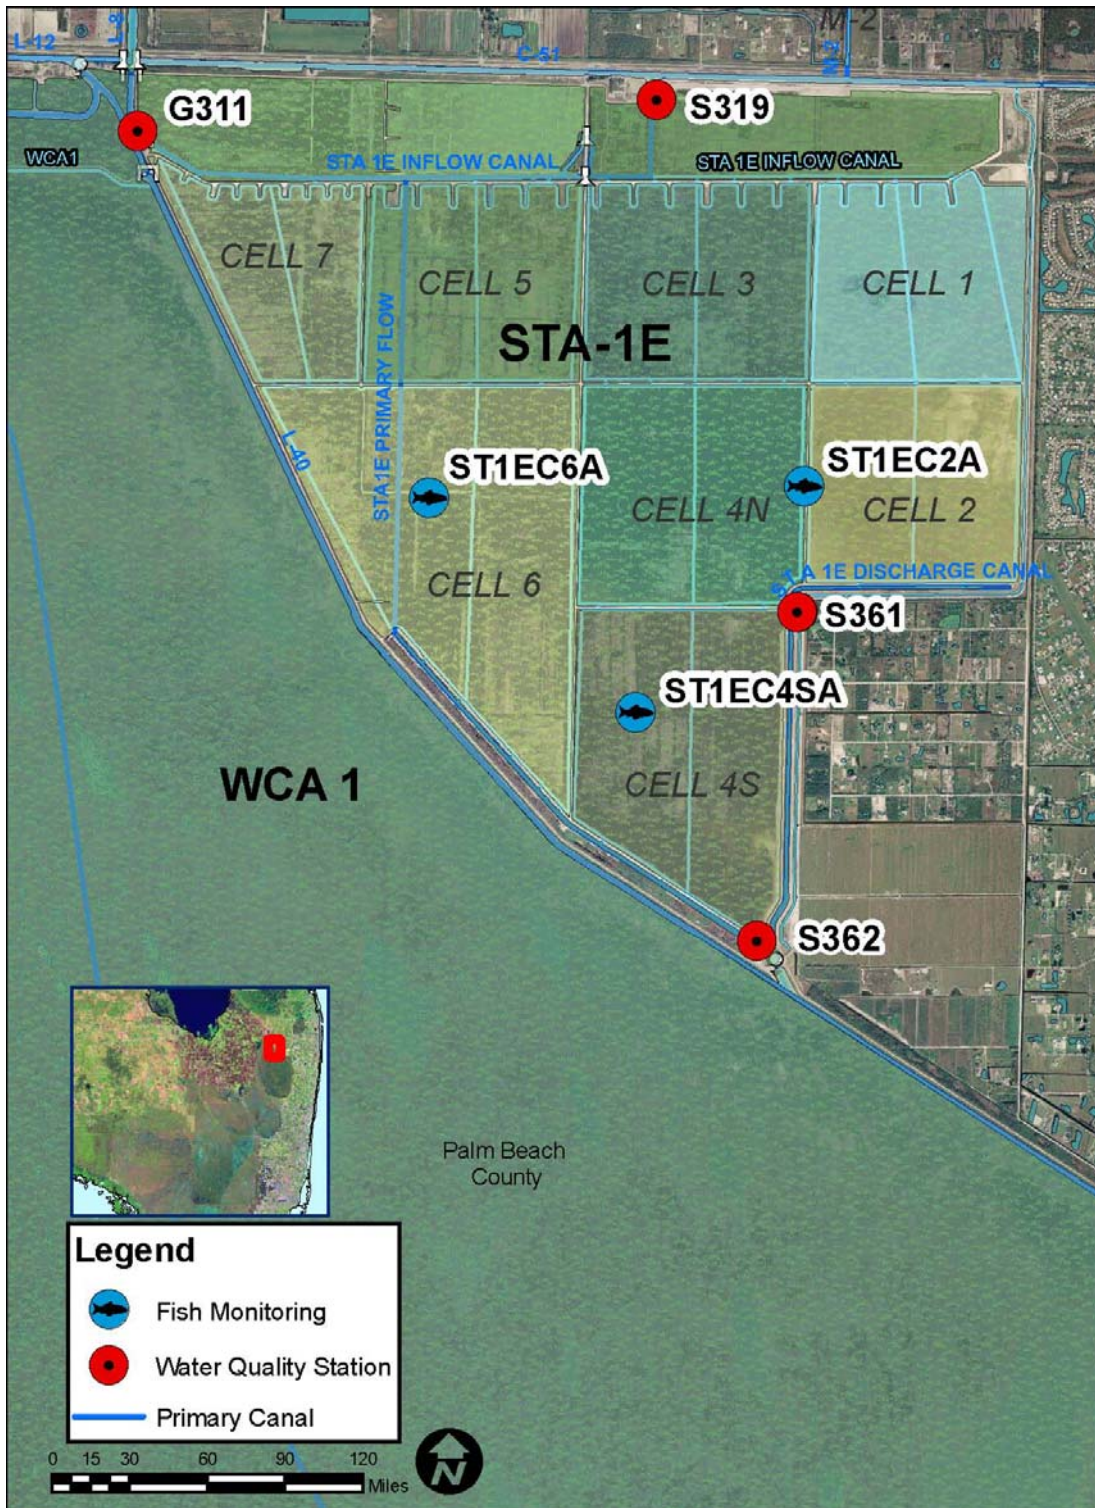 M-2
L-12
L-8
C-51
M-2
G311
S319
WCA1
STA 1E INFLOW CANAL
STA 1E INFLOW CANAL
CELL 7
CELL 5
CELL 3
CELL 1
STA-1E
STA1E PRIMARY FLOW
L-40
ST1EC6A
ST1EC2A
CELL 4N
CELL 2
STA 1E DISCHARGE CANAL
CELL 6
S361
ST1EC4SA
WCA 1
CELL 4S
S362
Palm Beach
County
Legend
Fish Monitoring
Water Quality Station
Primary Canal
0 15 30 60 90 120
Miles
N